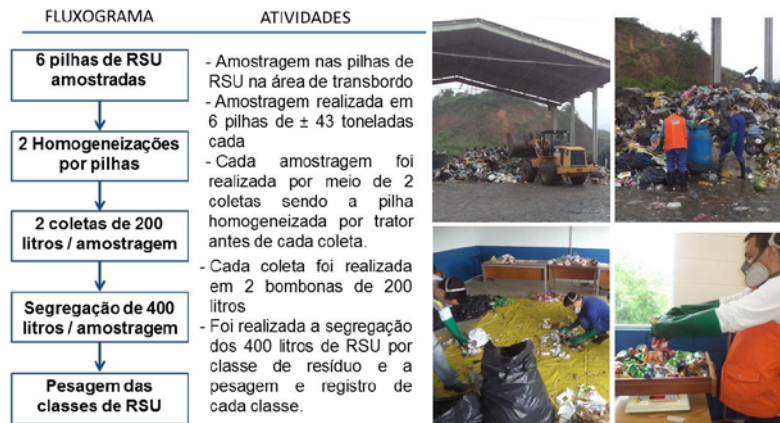 FLUXOGRAMA
6 pilhas de RSU
amostradas
2 Homogeneizações
por pilhas
2 coletas de 200
litros / amostragem
Segregação de 400
litros / amostragem
Pesagem das
classes de RSU
ATIVIDADES
- Amostragem nas pilhas de
RSU na área de transbordo
- Amostragem realizada em
6 pilhas de ± 43 toneladas
cada
- Cada amostragem foi
realizada por meio de 2
coletas sendo a pilha
homogeneizada por trator
antes de cada coleta.
- Cada coleta foi realizada
em 2 bombonas de 200
litros
- Foi realizada a segregação
dos 400 litros de RSU por
classe de resíduo e a
pesagem e registro de
cada classe.